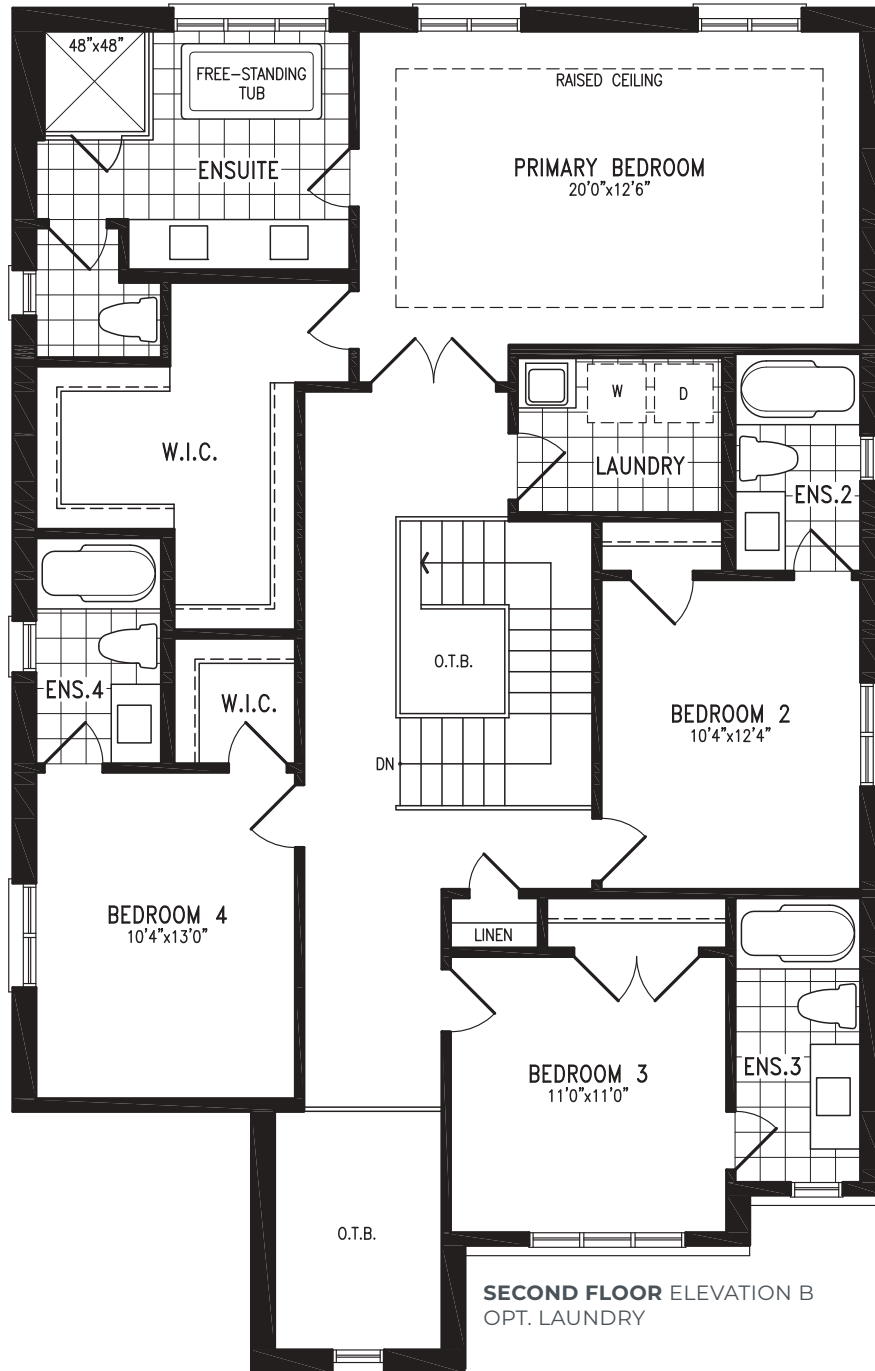 48"x48"
FREE-STANDING
TUB
RAISED CEILING
ENSUITE
PRIMARY BEDROOM
20'0"x12'6"
W
D
W.I.C.
LAUNDRY
ENS.2
O.T.B.
ENS.4
W.I.C.
BEDROOM 2
10'4"x12'4"
DN
BEDROOM 4
10'4"x13'0"
LINEN
BEDROOM 3
11'0"x11'0"
ENS.3
O.T.B.
SECOND FLOOR ELEVATION B
OPT. LAUNDRY